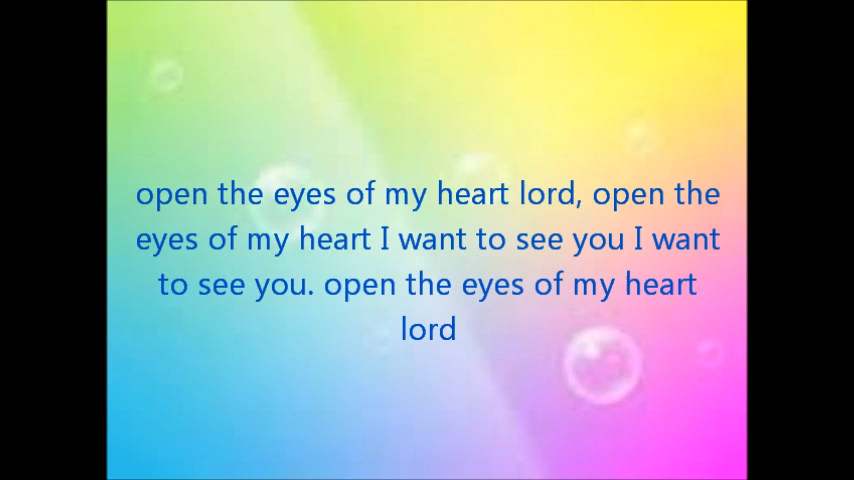 open the eyes of my heart lord, open the
eyes of my heart I want to see you I want
to see you. open the eyes of my heart
lord